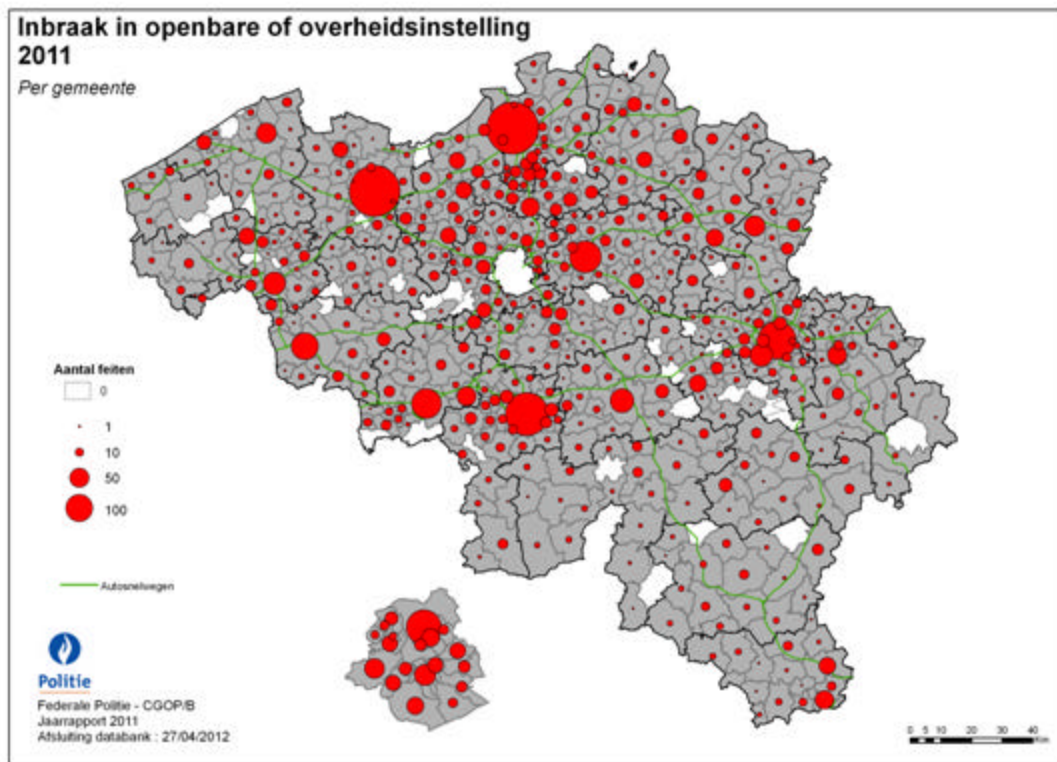 Inbraak in openbare of overheidsinstelling
2011
Per gemeente
Aantal feiten
0
1
10
50
100
Autosnelwegen
Politie
Federale Politie - CGOP/B
Jaarrapport 2011
Afsluiting databank : 27/04/2012
0 5 10 20 30 40
Km